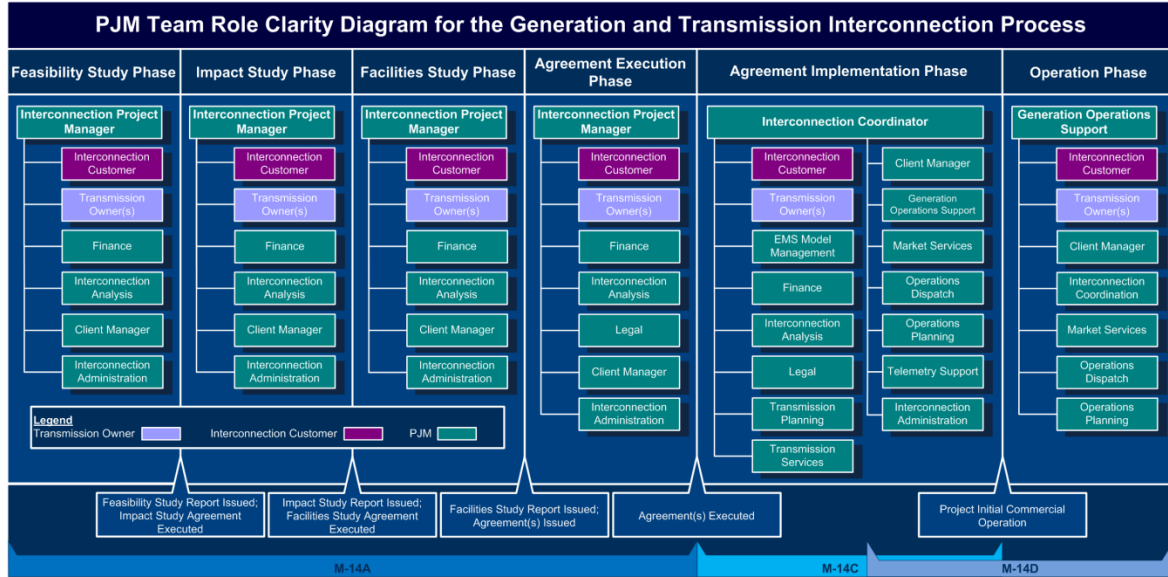 PJM Team Role Clarity Diagram for the Generation and Transmission Interconnection Process
Feasibility Study Phase
Impact Study Phase
Facilities Study Phase
Agreement Execution
Phase
Agreement Implementation Phase
Operation Phase
Interconnection Project
Manager
Interconnection
Customer
Transmission
Owner(s)
Finance
Interconnection
Analysis
Client Manager
Interconnection
Administration
Interconnection Project
Manager
Interconnection
Customer
Transmission
Owner(s)
Finance
Interconnection
Analysis
Client Manager
Interconnection
Administration
Interconnection Project
Manager
Interconnection
Customer
Transmission
Owner(s)
Finance
Interconnection
Analysis
Client Manager
Interconnection
Administration
Interconnection Project
Manager
Interconnection
Customer
Transmission
Owner(s)
Finance
Interconnection
Analysis
Legal
Client Manager
Interconnection
Administration
Interconnection Coordinator
Interconnection
Customer
Transmission
Owner(s)
EMS Model
Management
Finance
Interconnection
Analysis
Legal
Transmission
Planning
Transmission
Services
Client Manager
Generation
Operations Support
Market Services
Operations
Dispatch
Operations
Planning
Telemetry Support
Interconnection
Administration
Generation Operations
Support
Interconnection
Customer
Transmission
Owner(s)
Client Manager
Interconnection
Coordination
Market Services
Operations
Dispatch
Operations
Planning
Legend
Transmission Owner
Interconnection Customer
PJM
Feasibility Study Report Issued;
Impact Study Agreement
Executed
Impact Study Report Issued;
Facilities Study Agreement
Executed
Facilities Study Report Issued;
Agreement(s) Issued
Agreement(s) Executed
Project Initial Commercial
Operation
M-14A
M-14C
M-14D